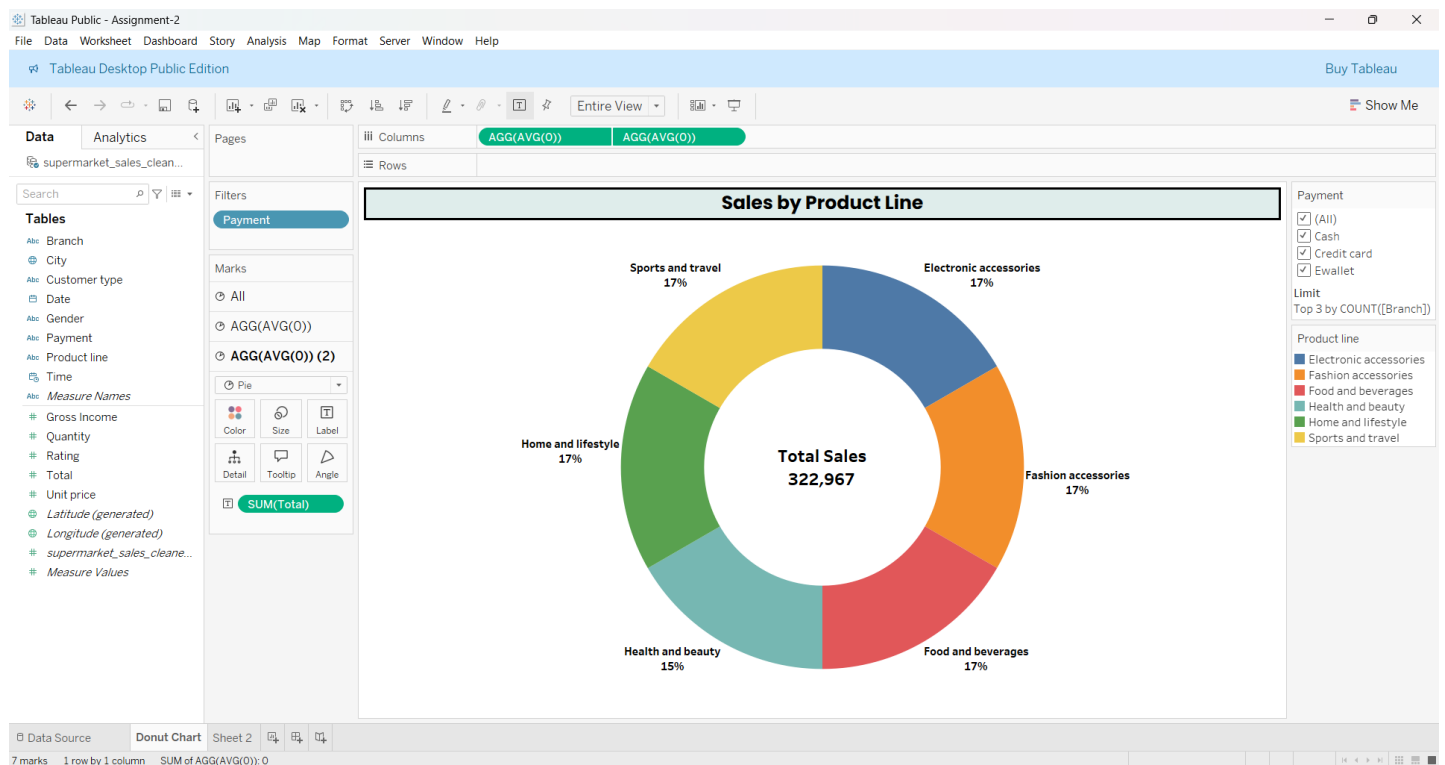 Tableau Public - Assignment-2
File Data Worksheet Dashboard Story Analysis Map Format Server Window Help
Tableau Desktop Public Edition
Buy Tableau
Entire View
Show Me
Data Analytics
supermarket_sales_clean...
Search
Tables
Abc Branch
City
Abc Customer type
Date
Abc Gender
Abc Payment
Abc Product line
Time
Abc Measure Names
# Gross Income
# Quantity
# Rating
# Total
# Unit price
Latitude (generated)
Longitude (generated)
# supermarket_sales_cleane...
# Measure Values
Pages
Filters
Payment
Marks
All
AGG(AVG(0))
AGG(AVG(0)) (2)
Pie
Color Size Label
Detail Tooltip Angle
SUM(Total)
Columns AGG(AVG(0)) AGG(AVG(0))
Rows
Sales by Product Line
Sports and travel
17%
Electronic accessories
17%
Home and lifestyle
17%
Total Sales
322,967
Fashion accessories
17%
Health and beauty
15%
Food and beverages
17%
Payment
(All)
Cash
Credit card
Ewallet
Limit
Top 3 by COUNT([Branch])
Product line
Electronic accessories
Fashion accessories
Food and beverages
Health and beauty
Home and lifestyle
Sports and travel
Data Source Donut Chart Sheet 2
7 marks 1 row by 1 column SUM of AGG(AVG(0)): 0